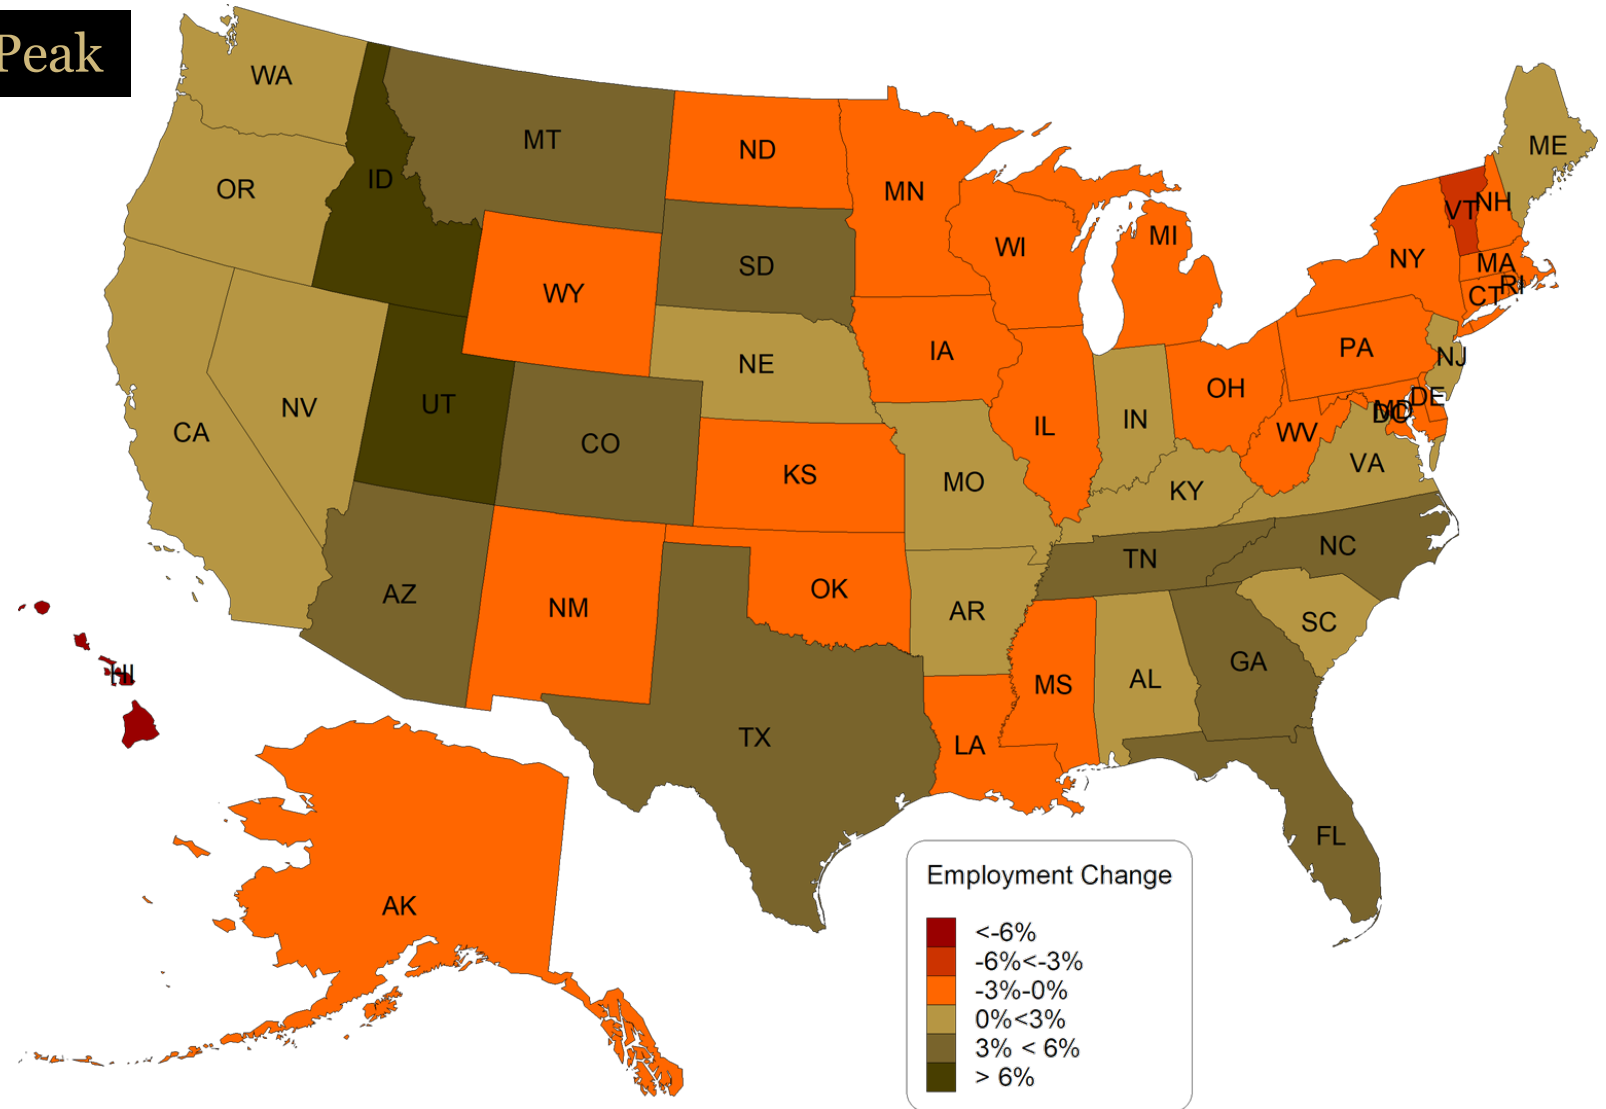 Peak
WA
MT
ND
MN
ME
OR
ID
SD
WI
MI
NY
VT
NH
MA
CT
RI
WY
NE
IA
PA
NJ
NV
UT
CO
CA
KS
MO
IL
IN
OH
WV
MD
DC
DE
VA
KY
AZ
NM
OK
AR
TN
NC
SC
HI
TX
LA
MS
AL
GA
FL
AK
Employment Change
<-6%
-6%<-3%
-3%-0%
0%<3%
3% < 6%
> 6%